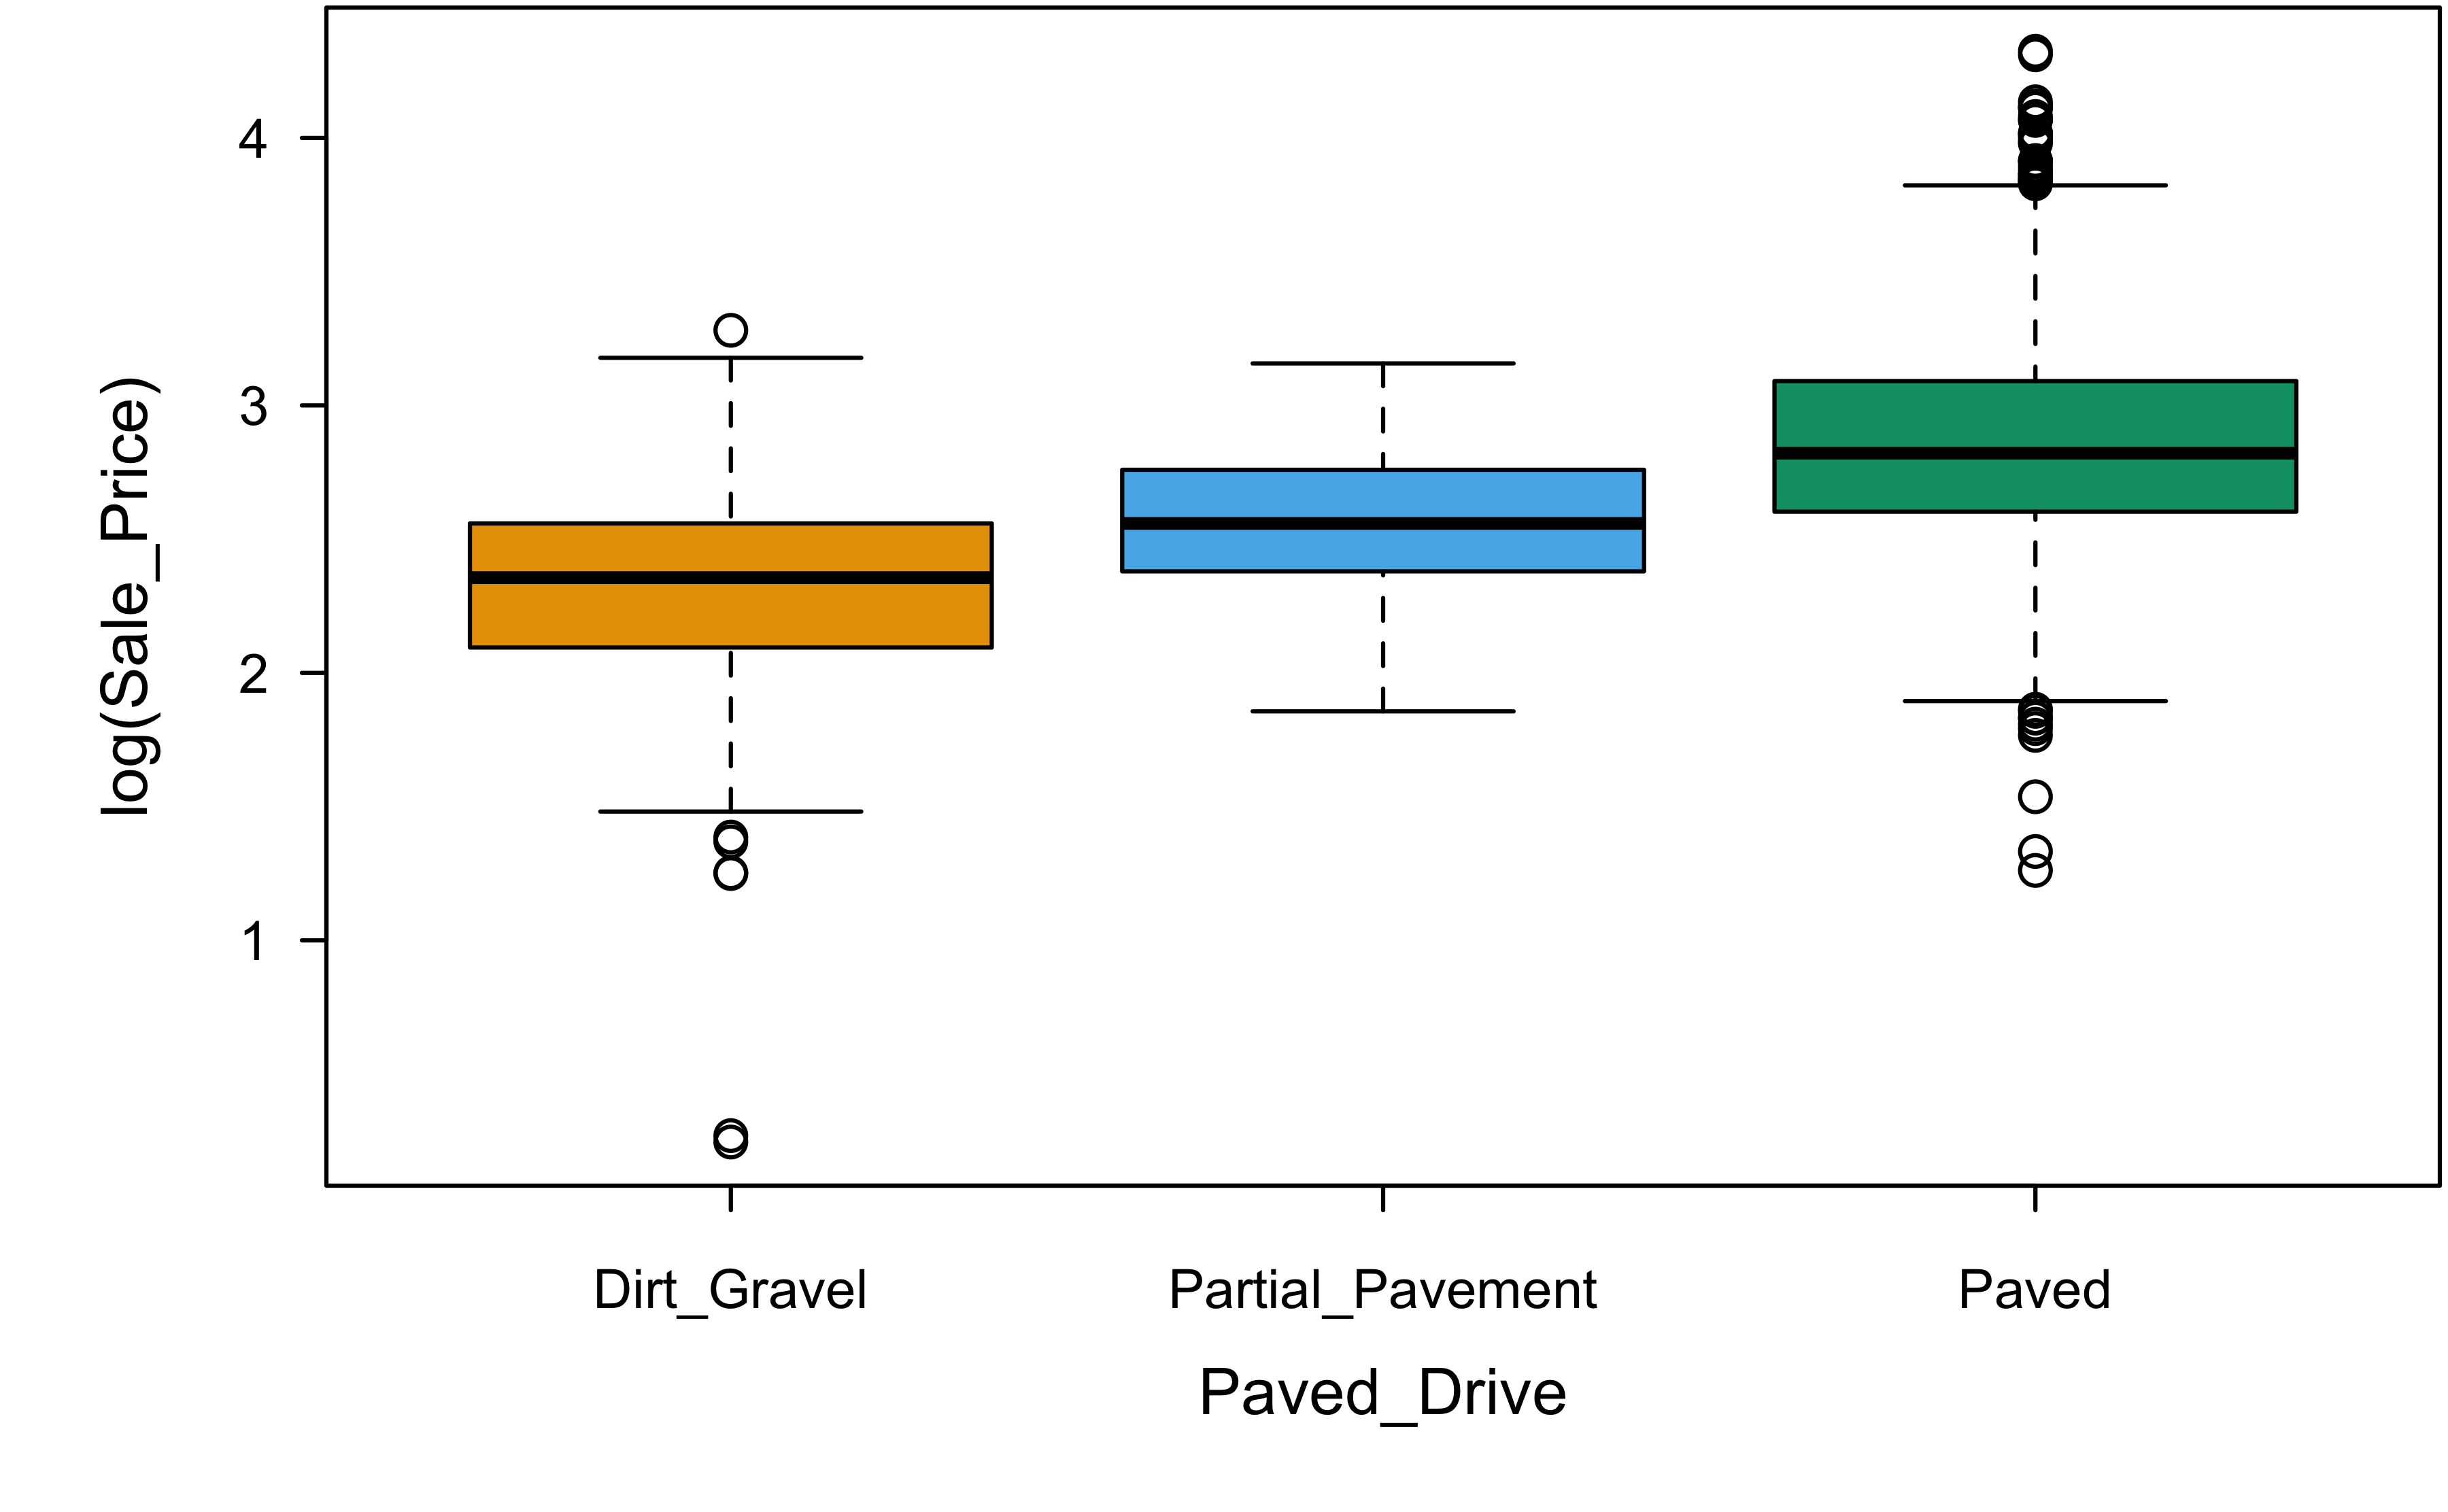 log(Sale_Price)
4
3
2
1
Dirt_Gravel
Partial_Pavement
Paved
Paved_Drive